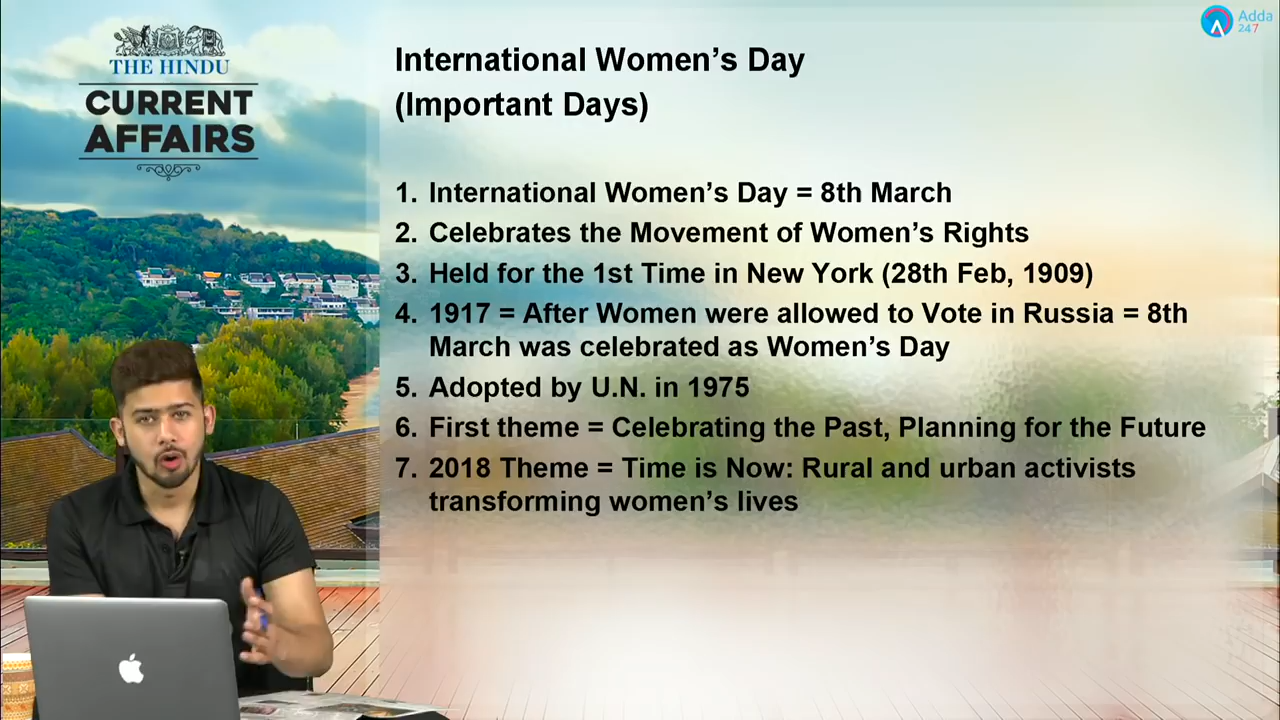 THE HINDU
CURRENT
AFFAIRS
Adda
247
International Women’s Day
(Important Days)
1. International Women’s Day = 8th March
2. Celebrates the Movement of Women’s Rights
3. Held for the 1st Time in New York (28th Feb, 1909)
4. 1917 = After Women were allowed to Vote in Russia = 8th
March was celebrated as Women’s Day
5. Adopted by U.N. in 1975
6. First theme = Celebrating the Past, Planning for the Future
7. 2018 Theme = Time is Now: Rural and urban activists
transforming women’s lives